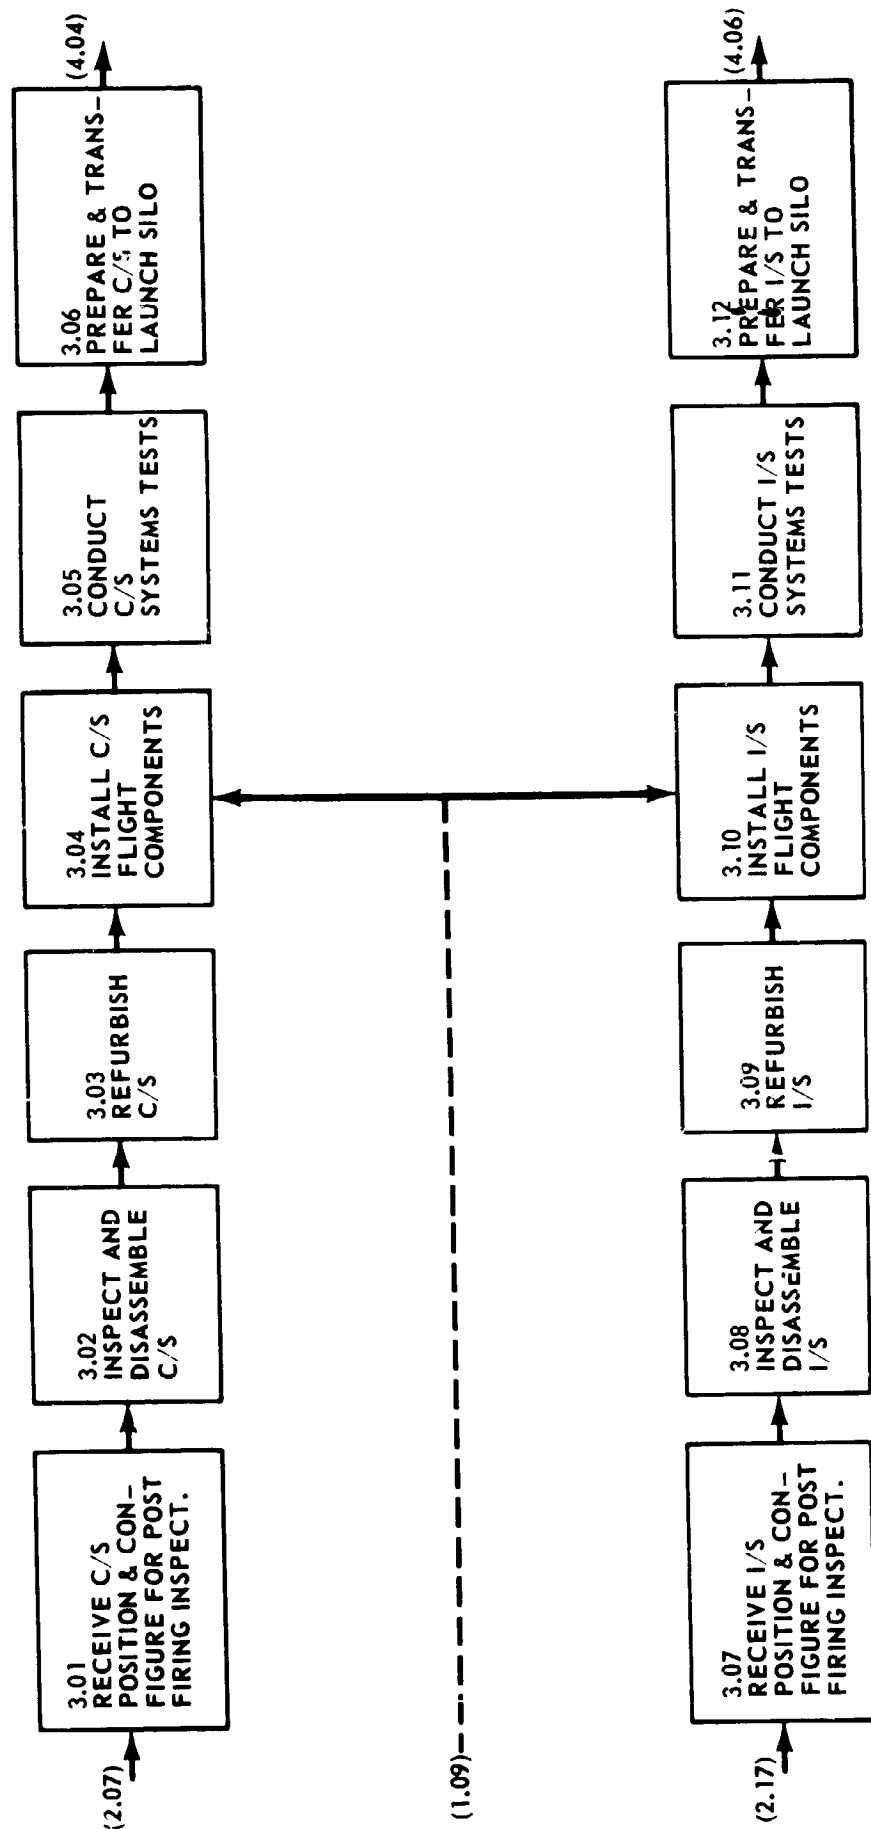 (2.07)
3.01
RECEIVE C/S
POSITION & CON-
FIGURE FOR POST
FIRING INSPECT.
3.02
INSPECT AND
DISASSEMBLE
C/S
3.03
REFURBISH
C/S
3.04
INSTALL C/S
FLIGHT
COMPONENTS
3.05
CONDUCT
C/S
SYSTEMS TESTS
3.06
PREPARE & TRANS-
FER C/S TO
LAUNCH SILO
(4.04)
(1.09)
(2.17)
3.07
RECEIVE I/S
POSITION & CON-
FIGURE FOR POST
FIRING INSPECT.
3.08
INSPECT AND
DISASSEMBLE
I/S
3.09
REFURBISH
I/S
3.10
INSTALL I/S
FLIGHT
COMPONENTS
3.11
CONDUCT I/S
SYSTEMS TESTS
3.12
PREPARE & TRANS-
FER I/S TO
LAUNCH SILO
(4.06)